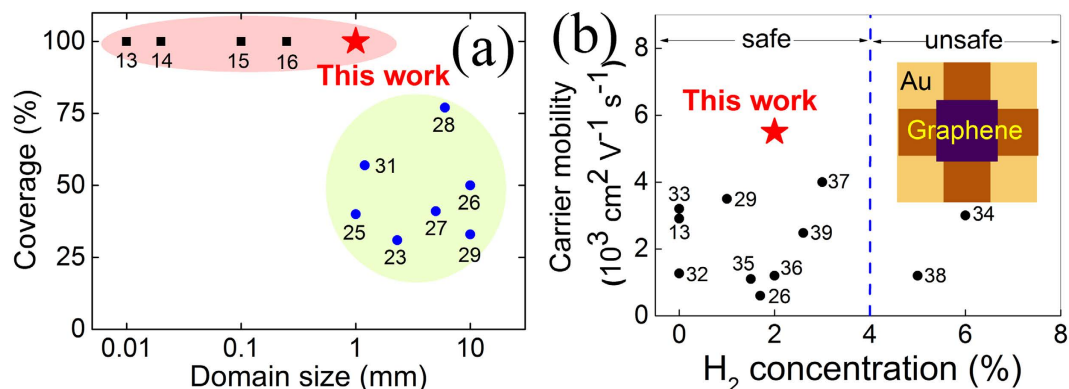 (a)
Coverage (%)
100
75
50
25
0
13 14 15 16
This work
28
31
26
25
27
23
29
0.01 0.1 1 10
Domain size (mm)
(b)
Carrier mobility
(10³ cm² V⁻¹ s⁻¹)
8
6
4
2
0
safe unsafe
This work
Au
Graphene
33
13
29
37
34
39
32
35
36
26
38
0 2 4 6 8
H₂ concentration (%)